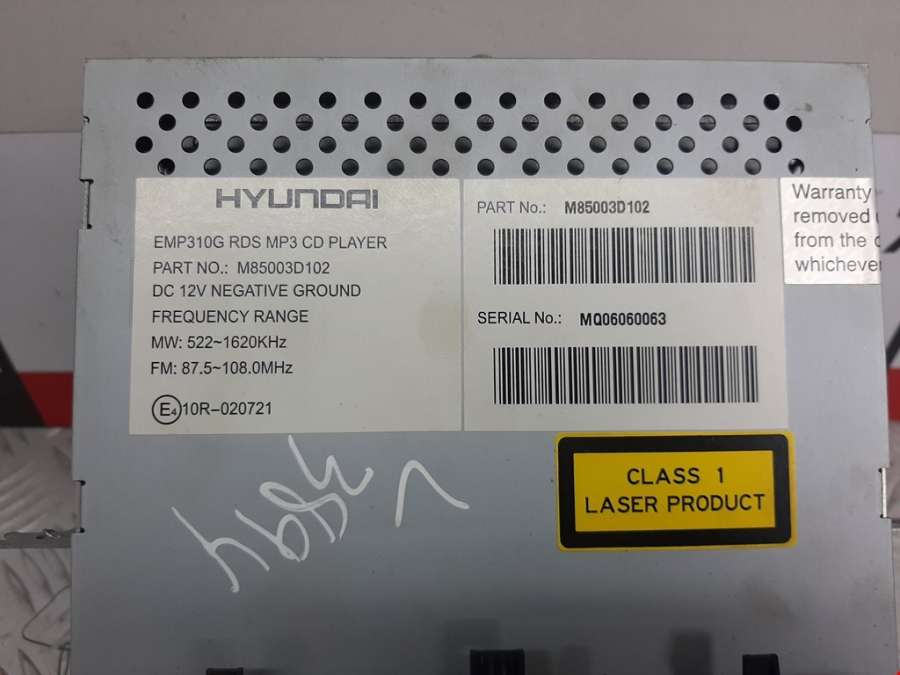 HYUNDAI
EMP310G RDS MP3 CD PLAYER
PART NO.: M85003D102
DC 12V NEGATIVE GROUND
FREQUENCY RANGE
MW: 522~1620KHz
FM: 87.5~108.0MHz
E4 10R-020721
PART No.: M85003D102
SERIAL No.: MQ06060063
Warranty
removed
from the
whichever
CLASS 1
LASER PRODUCT